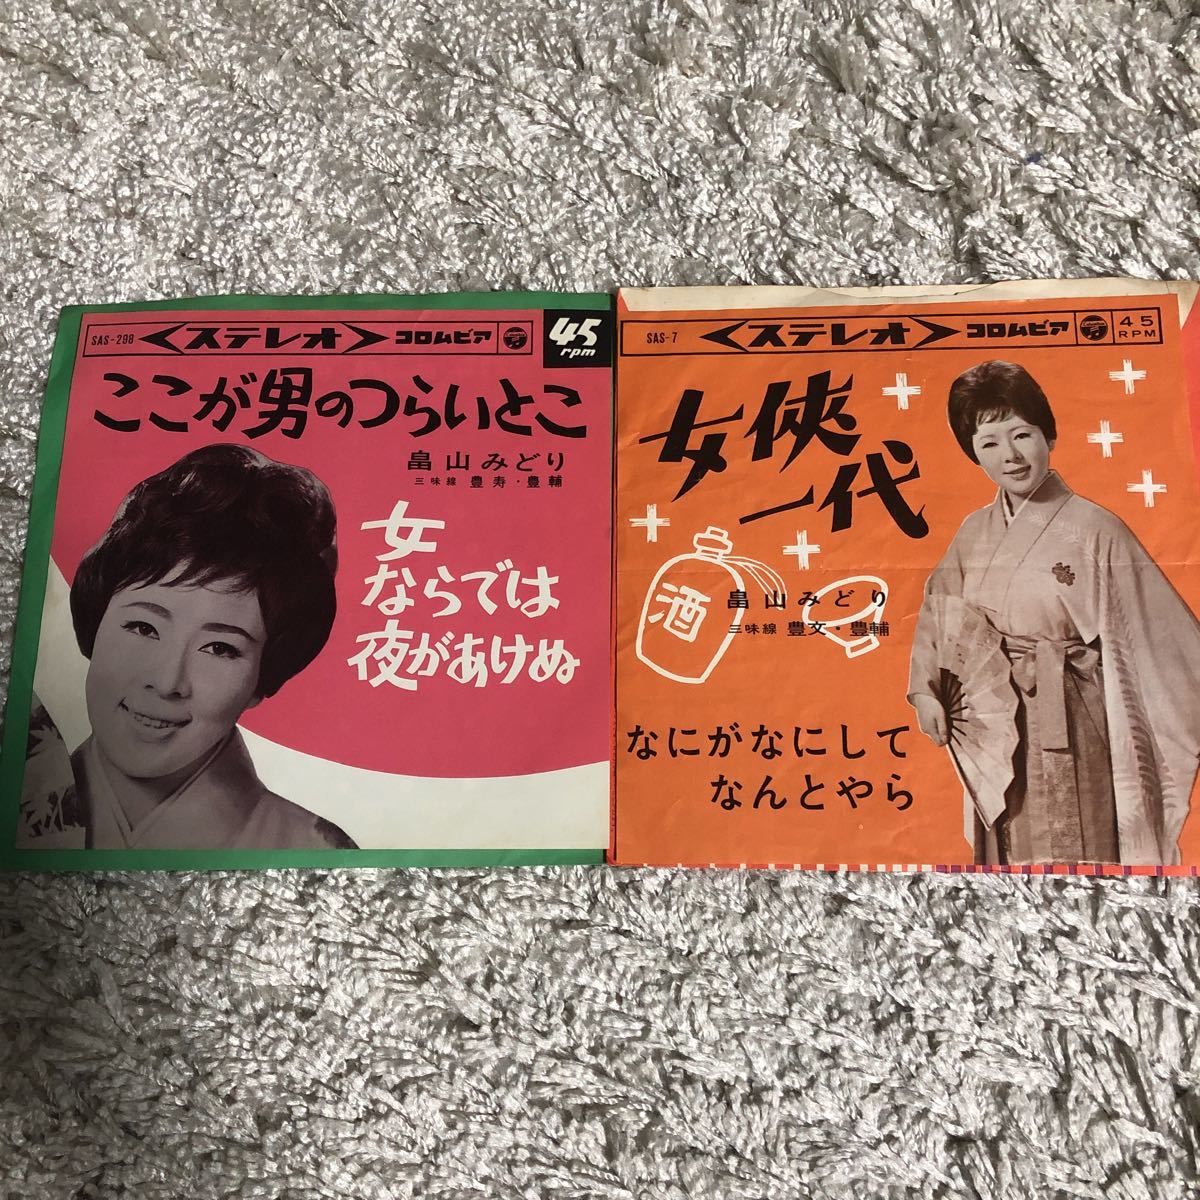 SAS-298 <ステレオ> コロムビア 45 rpm
ここが男のつらいとこ
畠山みどり
三味線 豊寿・豊輔
女
ならでは
夜があけぬ
SAS-7 <ステレオ> コロムビア 45 RPM
女侠一代
酒
畠山みどり
三味線 豊文・豊輔
なにがなにして
なんとやら